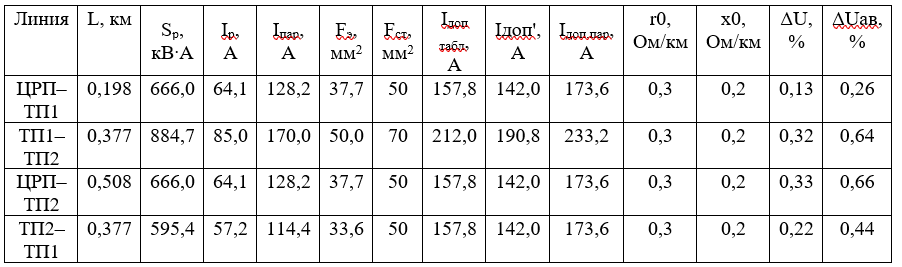 Линия L, км Sр, кВ·А Iр, А Iпар, А Fэ, мм2 Fст, мм2 Iдоп табл, А Iдоп', А Iдоп.пар, А r0, Ом/км x0, Ом/км ΔU, % ΔUав, %
ЦРП–ТП1 0,198 666,0 64,1 128,2 37,7 50 157,8 142,0 173,6 0,3 0,2 0,13 0,26
ТП1–ТП2 0,377 884,7 85,0 170,0 50,0 70 212,0 190,8 233,2 0,3 0,2 0,32 0,64
ЦРП–ТП2 0,508 666,0 64,1 128,2 37,7 50 157,8 142,0 173,6 0,3 0,2 0,33 0,66
ТП2–ТП1 0,377 595,4 57,2 114,4 33,6 50 157,8 142,0 173,6 0,3 0,2 0,22 0,44